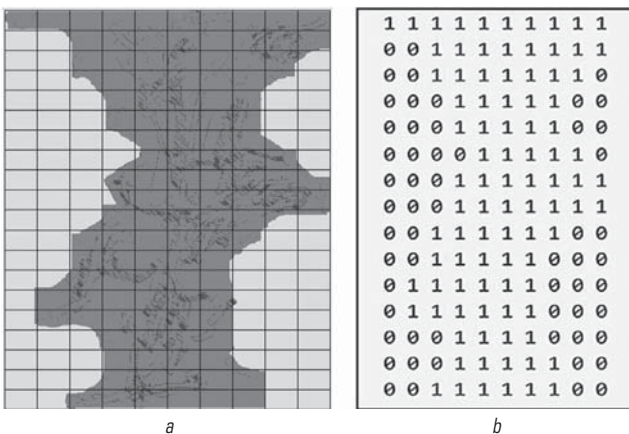 1 1 1 1 1 1 1 1 1 1
0 0 1 1 1 1 1 1 1 1
0 0 1 1 1 1 1 1 1 0
0 0 0 1 1 1 1 1 0 0
0 0 0 1 1 1 1 1 0 0
0 0 0 0 1 1 1 1 1 0
0 0 0 1 1 1 1 1 1 1
0 0 0 1 1 1 1 1 1 1
0 0 1 1 1 1 1 1 0 0
0 0 1 1 1 1 1 0 0 0
0 1 1 1 1 1 1 0 0 0
0 1 1 1 1 1 1 0 0 0
0 0 0 1 1 1 1 0 0 0
0 0 0 1 1 1 1 1 0 0
0 0 1 1 1 1 1 1 0 0
a
b